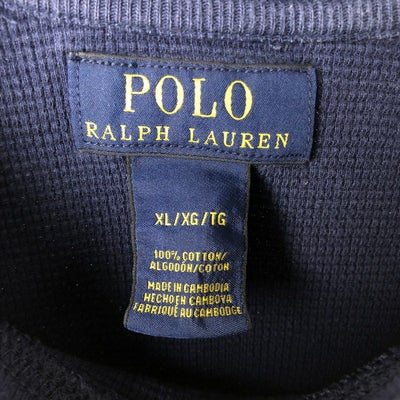 POLO
RALPH LAUREN
XL/XG/TG
100% COTTON/
ALGODÓN/COTON
MADE IN CAMBODIA
HECHO EN CAMBOYA
FABRIQUÉ AU CAMBODGE